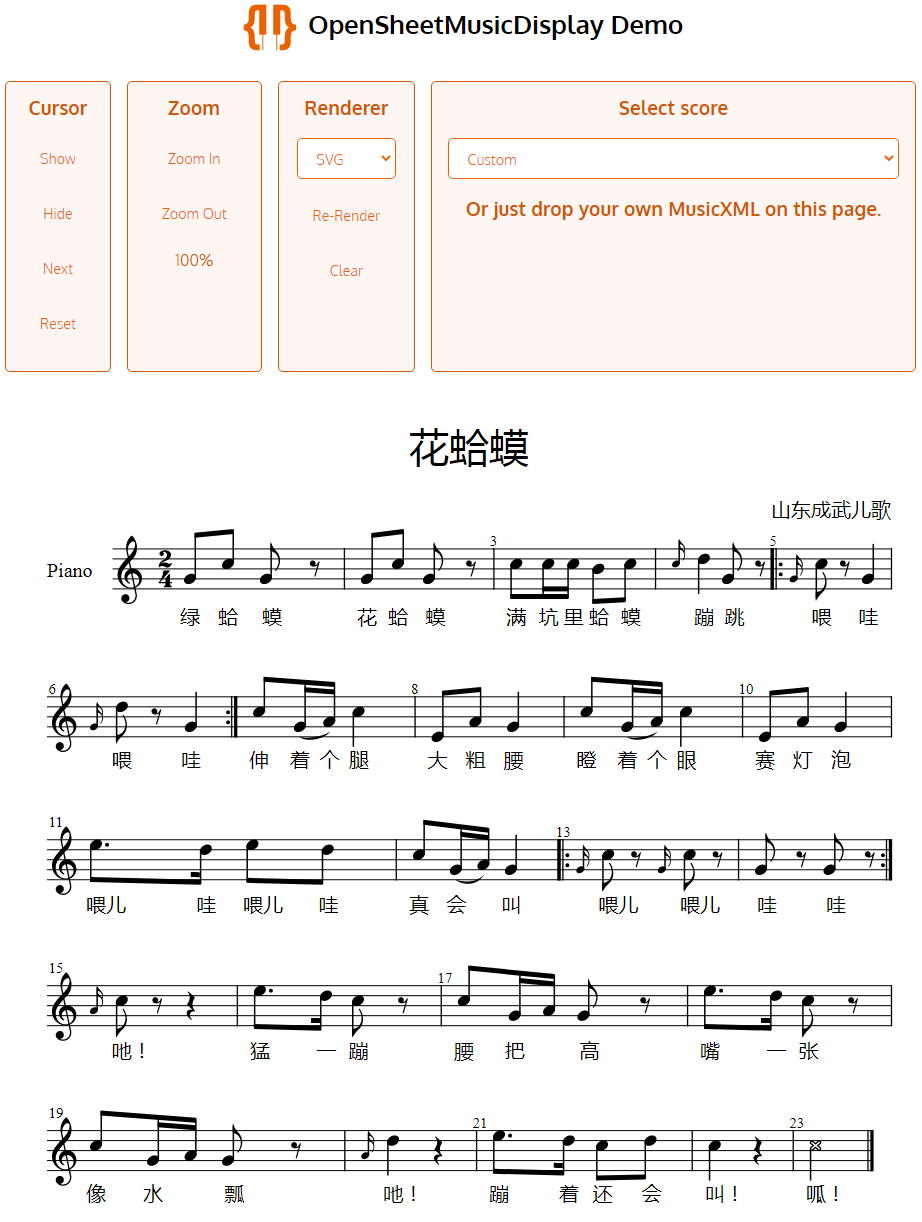 OpenSheetMusicDisplay Demo
Cursor
Show
Hide
Next
Reset
Zoom
Zoom In
Zoom Out
100%
Renderer
SVG
Re-Render
Clear
Select score
Custom
Or just drop your own MusicXML on this page.
花蛤蟆
山东成武儿歌
3 5
Piano
2
4
绿 蛤 蟆 花 蛤 蟆 满 坑 里 蛤 蟆 蹦 跳 喂 哇
6 8 10
喂 哇 伸 着 个 腿 大 粗 腰 瞪 着 个 眼 赛 灯 泡
11 13
喂儿 哇 喂儿 哇 真 会 叫 喂儿 喂儿 哇 哇
15 17
吔！ 猛 一 蹦 腰 把 高 嘴 一 张
19 21 23
像 水 瓢 吔！ 蹦 着 还 会 叫！ 呱！